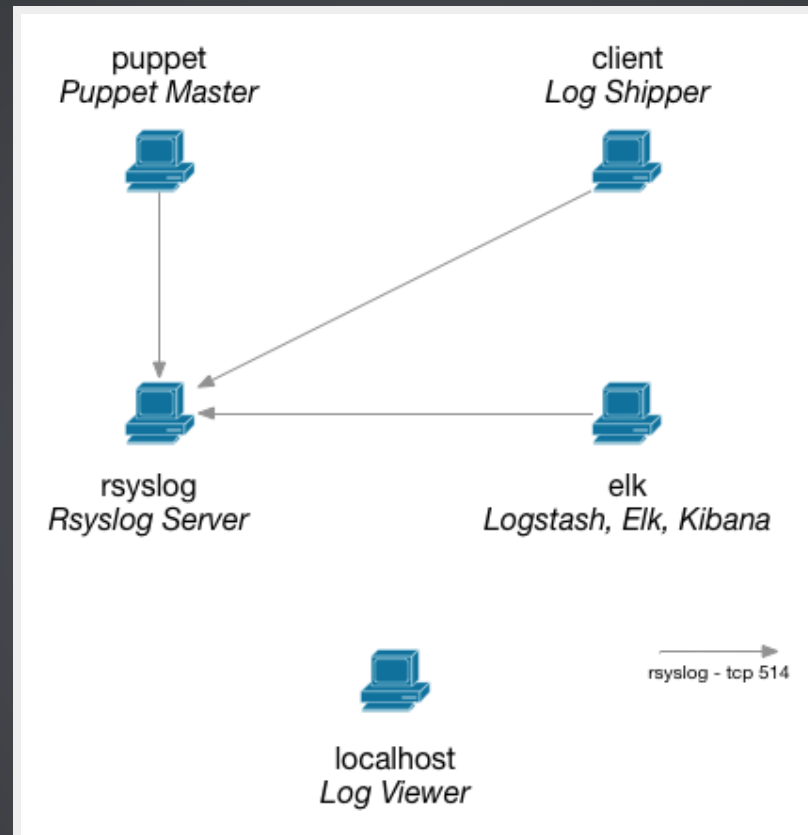 puppet
Puppet Master
client
Log Shipper
rsyslog
Rsyslog Server
elk
Logstash, Elk, Kibana
rsyslog - tcp 514
localhost
Log Viewer